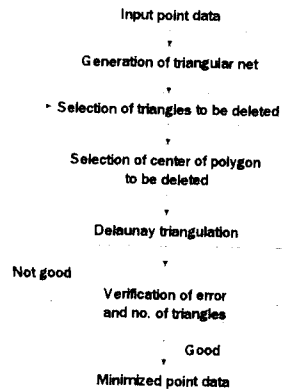 Input point data
Generation of triangular net
Selection of triangles to be deleted
Selection of center of polygon
to be deleted
Delaunay triangulation
Not good
Verification of error
and no. of triangles
Good
Minimized point data